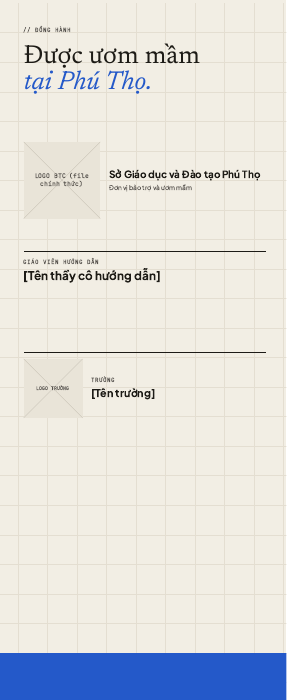 // ĐỒNG HÀNH
Được ươm mầm
tại Phú Thọ.
LOGO BTC (file
chính thức)
Sở Giáo dục và Đào tạo Phú Thọ
Đơn vị bảo trợ và ươm mầm
GIÁO VIÊN HƯỚNG DẪN
[Tên thầy cô hướng dẫn]
LOGO TRƯỜNG
TRƯỜNG
[Tên trường]